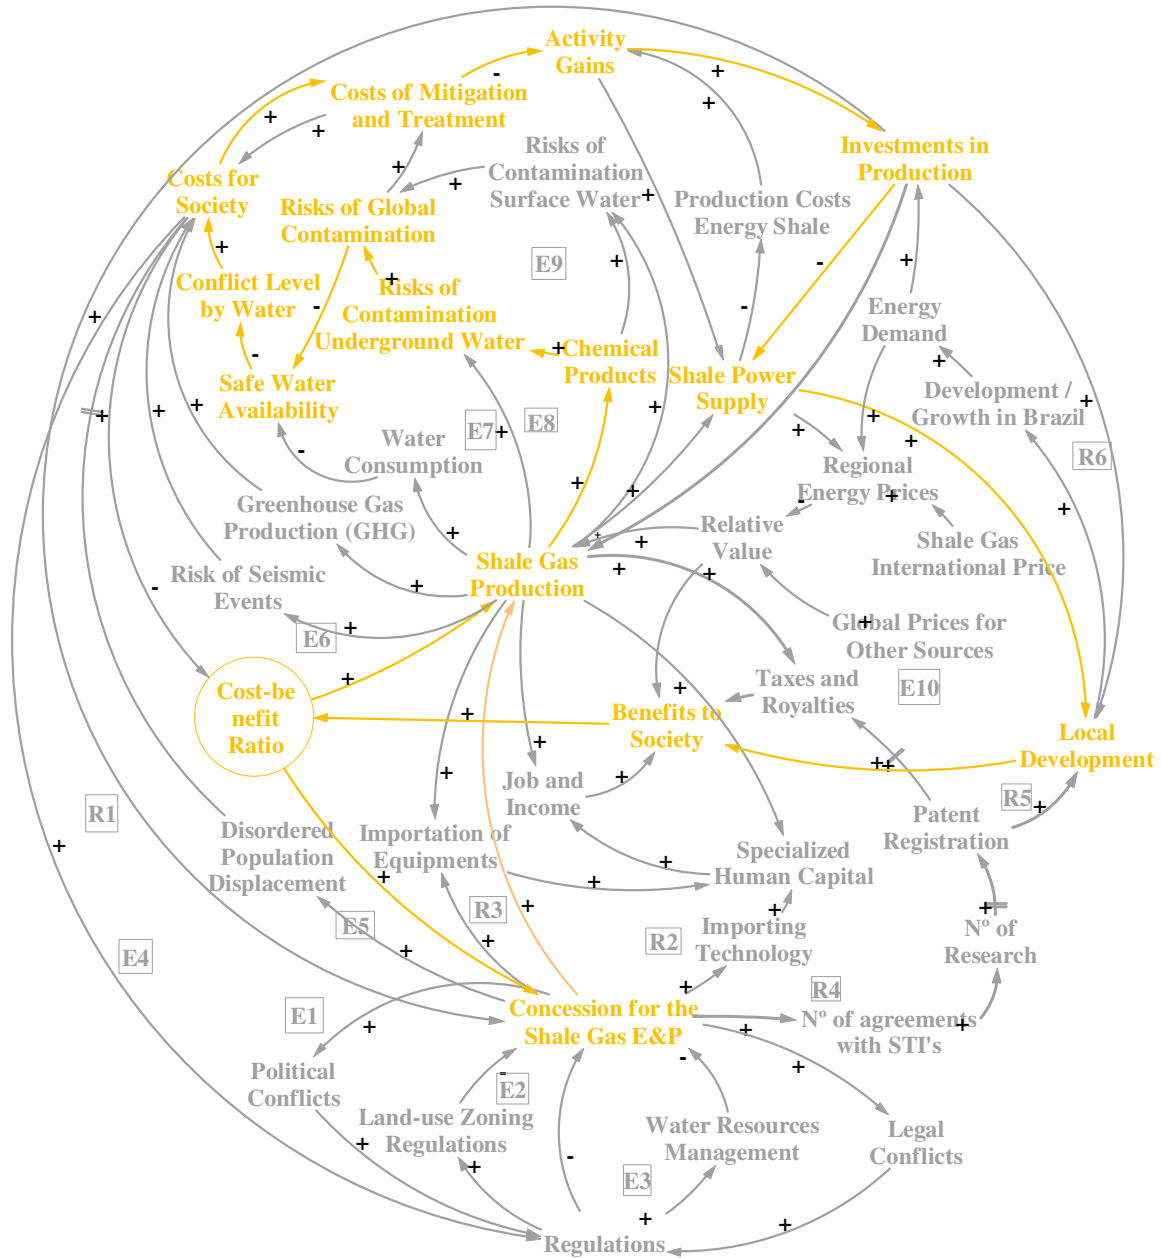 Activity
Gains
Costs of Mitigation
and Treatment
Risks of
Contamination
Surface Water
Investments in
Production
Costs for
Society
Risks of Global
Contamination
Production Costs
Energy Shale
E9
Conflict Level
by Water
Risks of
Contamination
Underground Water
Energy
Demand
Chemical
Products
Shale Power
Supply
Safe Water
Availability
Development /
Growth in Brazil
E7
E8
Water
Consumption
R6
Regional
Energy Prices
Greenhouse Gas
Production (GHG)
Relative
Value
Shale Gas
International Price
Shale Gas
Production
Risk of Seismic
Events
E6
Global Prices for
Other Sources
Cost-be
nefit
Ratio
Taxes and
Royalties
E10
Benefits to
Society
Local
Development
Job and
Income
R5
R1
Disordered
Population
Displacement
Importation of
Equipments
Patent
Registration
Specialized
Human Capital
R3
E5
R2
Importing
Technology
Nº of
Research
E4
R4
Concession for the
Shale Gas E&P
Nº of agreements
with STI's
E1
Political
Conflicts
E2
Land-use Zoning
Regulations
Water Resources
Management
Legal
Conflicts
E3
Regulations